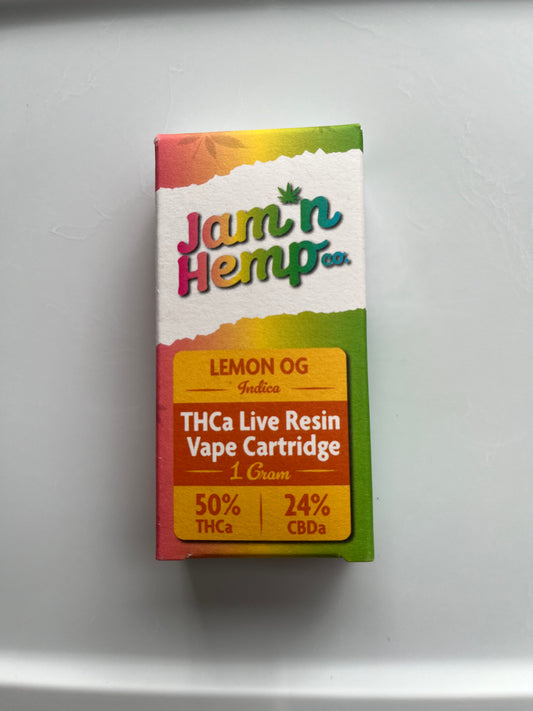 Jam'n
Hemp co.
LEMON OG
Indica
THCa Live Resin
Vape Cartridge
1 Gram
50% 24%
THCa CBDa